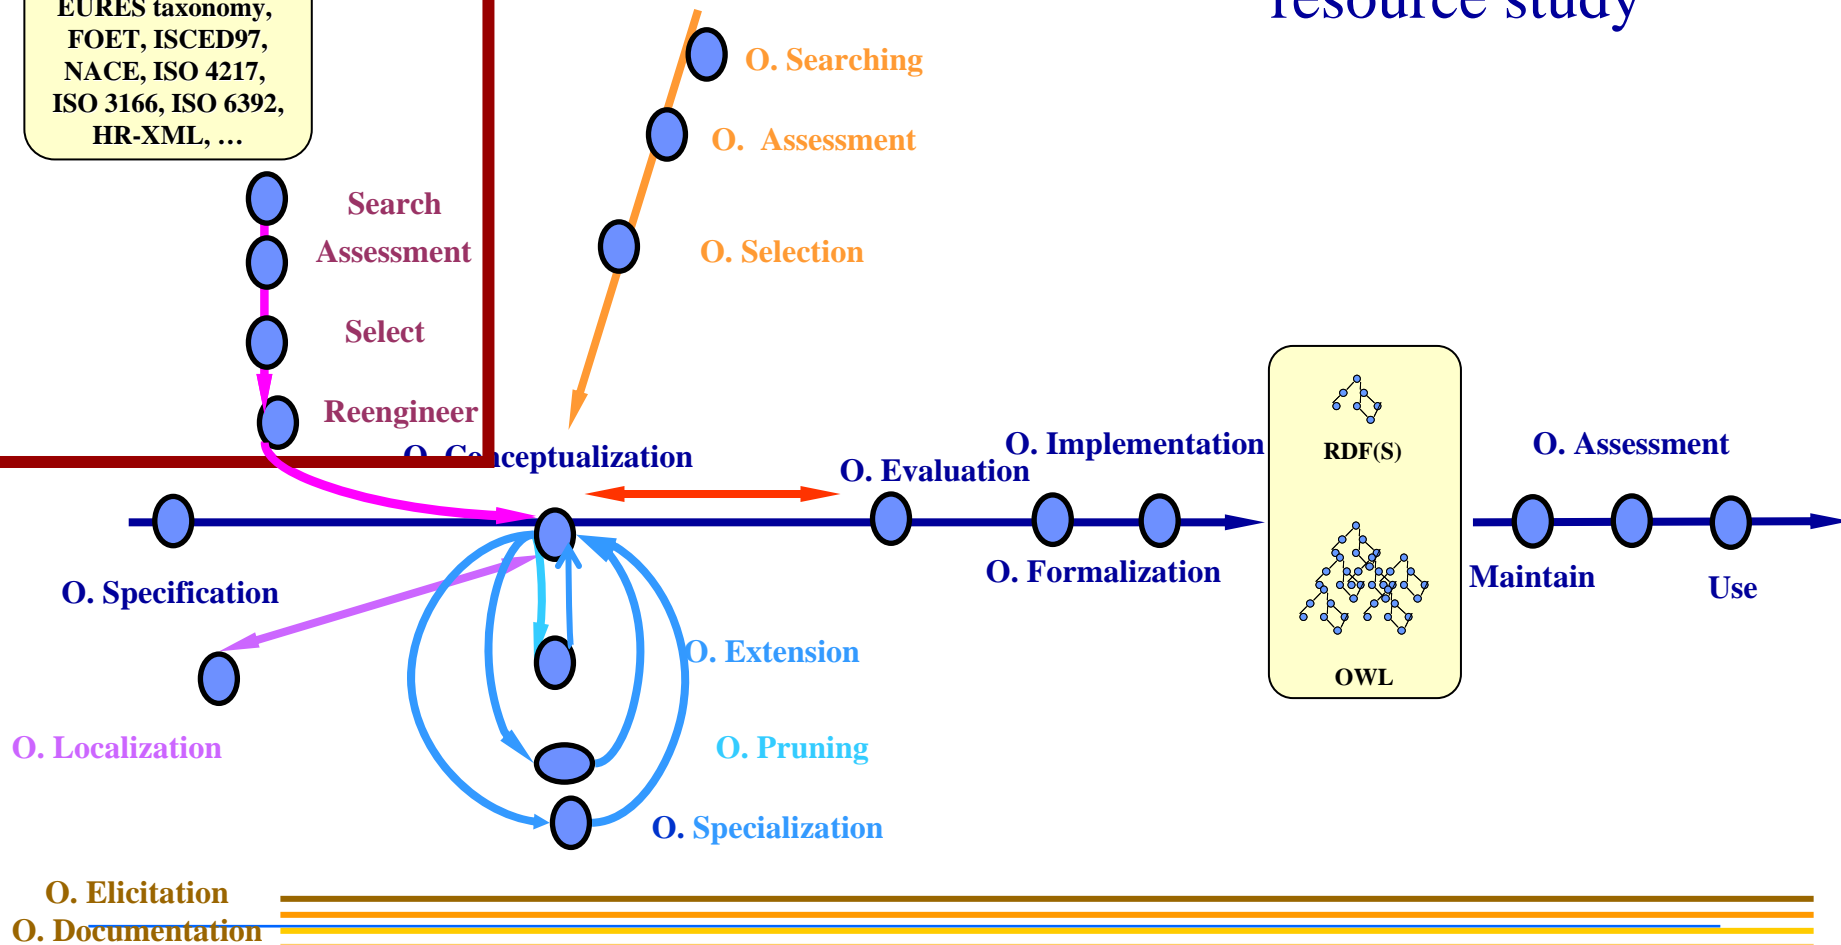 resource study
EURES taxonomy,
FOET, ISCED97,
NACE, ISO 4217,
ISO 3166, ISO 6392,
HR-XML, …
O. Searching
O. Assessment
O. Selection
Search
Assessment
Select
Reengineer
O. Conceptualization
O. Evaluation
O. Implementation
O. Formalization
O. Specification
RDF(S)
OWL
O. Assessment
Maintain
Use
O. Extension
O. Localization
O. Pruning
O. Specialization
O. Elicitation
O. Documentation